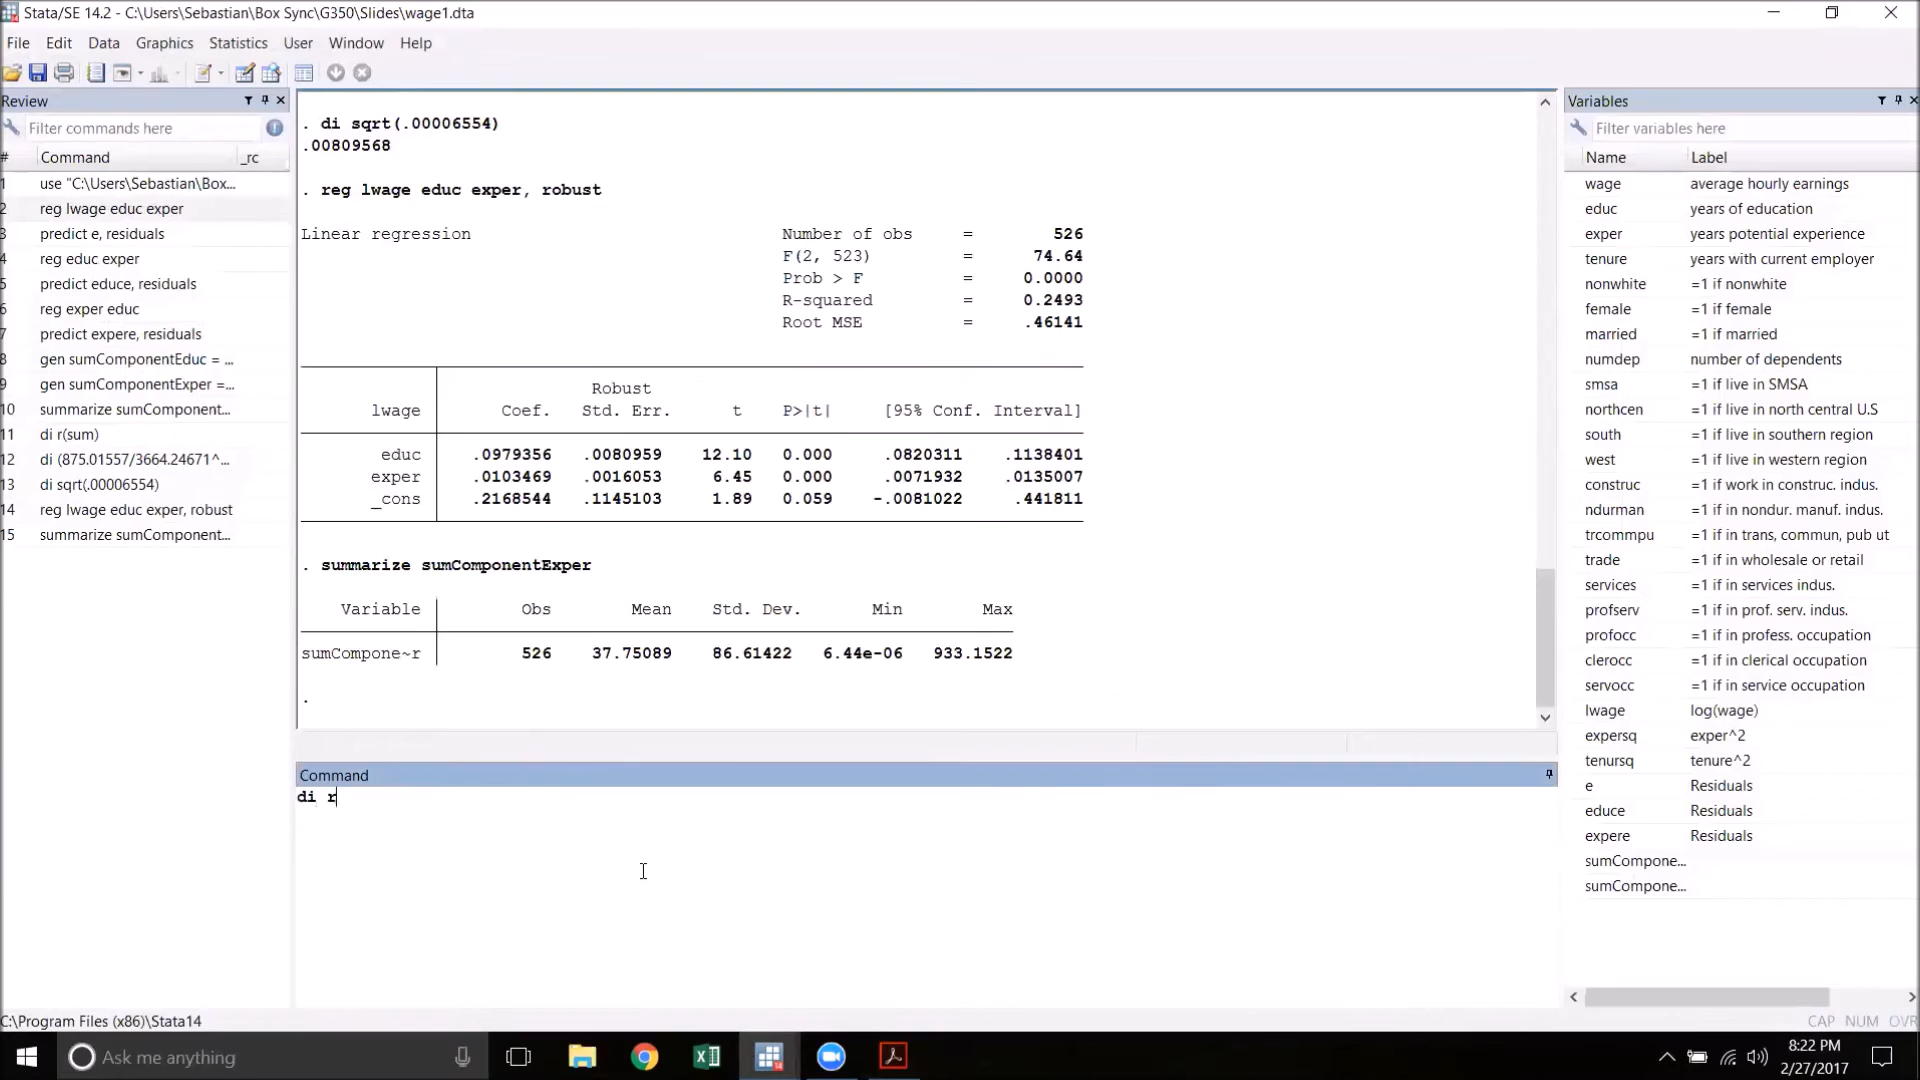 Stata/SE 14.2 - C:\Users\Sebastian\Box Sync\G350\Slides\wage1.dta
File Edit Data Graphics Statistics User Window Help
Review
Filter commands here
# Command _rc
1 use "C:\Users\Sebastian\Box...
2 reg lwage educ exper
3 predict e, residuals
4 reg educ exper
5 predict educe, residuals
6 reg exper educ
7 predict expere, residuals
8 gen sumComponentEduc = ...
9 gen sumComponentExper =...
10 summarize sumComponent...
11 di r(sum)
12 di (875.01557/3664.24671^...
13 di sqrt(.00006554)
14 reg lwage educ exper, robust
15 summarize sumComponent...
. di sqrt(.00006554)
.00809568
. reg lwage educ exper, robust
Linear regression Number of obs = 526
F(2, 523) = 74.64
Prob > F = 0.0000
R-squared = 0.2493
Root MSE = .46141
Robust
lwage Coef. Std. Err. t P>|t| [95% Conf. Interval]
educ .0979356 .0080959 12.10 0.000 .0820311 .1138401
exper .0103469 .0016053 6.45 0.000 .0071932 .0135007
_cons .2168544 .1145103 1.89 0.059 -.0081022 .441811
. summarize sumComponentExper
Variable Obs Mean Std. Dev. Min Max
sumCompone~r 526 37.75089 86.61422 6.44e-06 933.1522
.
Command
di r
Variables
Filter variables here
Name Label
wage average hourly earnings
educ years of education
exper years potential experience
tenure years with current employer
nonwhite =1 if nonwhite
female =1 if female
married =1 if married
numdep number of dependents
smsa =1 if live in SMSA
northcen =1 if live in north central U.S
south =1 if live in southern region
west =1 if live in western region
construc =1 if work in construc. indus.
ndurman =1 if in nondur. manuf. indus.
trcommpu =1 if in trans, commun, pub ut
trade =1 if in wholesale or retail
services =1 if in services indus.
profserv =1 if in prof. serv. indus.
profocc =1 if in profess. occupation
clerocc =1 if in clerical occupation
servocc =1 if in service occupation
lwage log(wage)
expersq exper^2
tenursq tenure^2
e Residuals
educe Residuals
expere Residuals
sumCompone...
sumCompone...
C:\Program Files (x86)\Stata14
CAP NUM OVR
Ask me anything
8:22 PM
2/27/2017